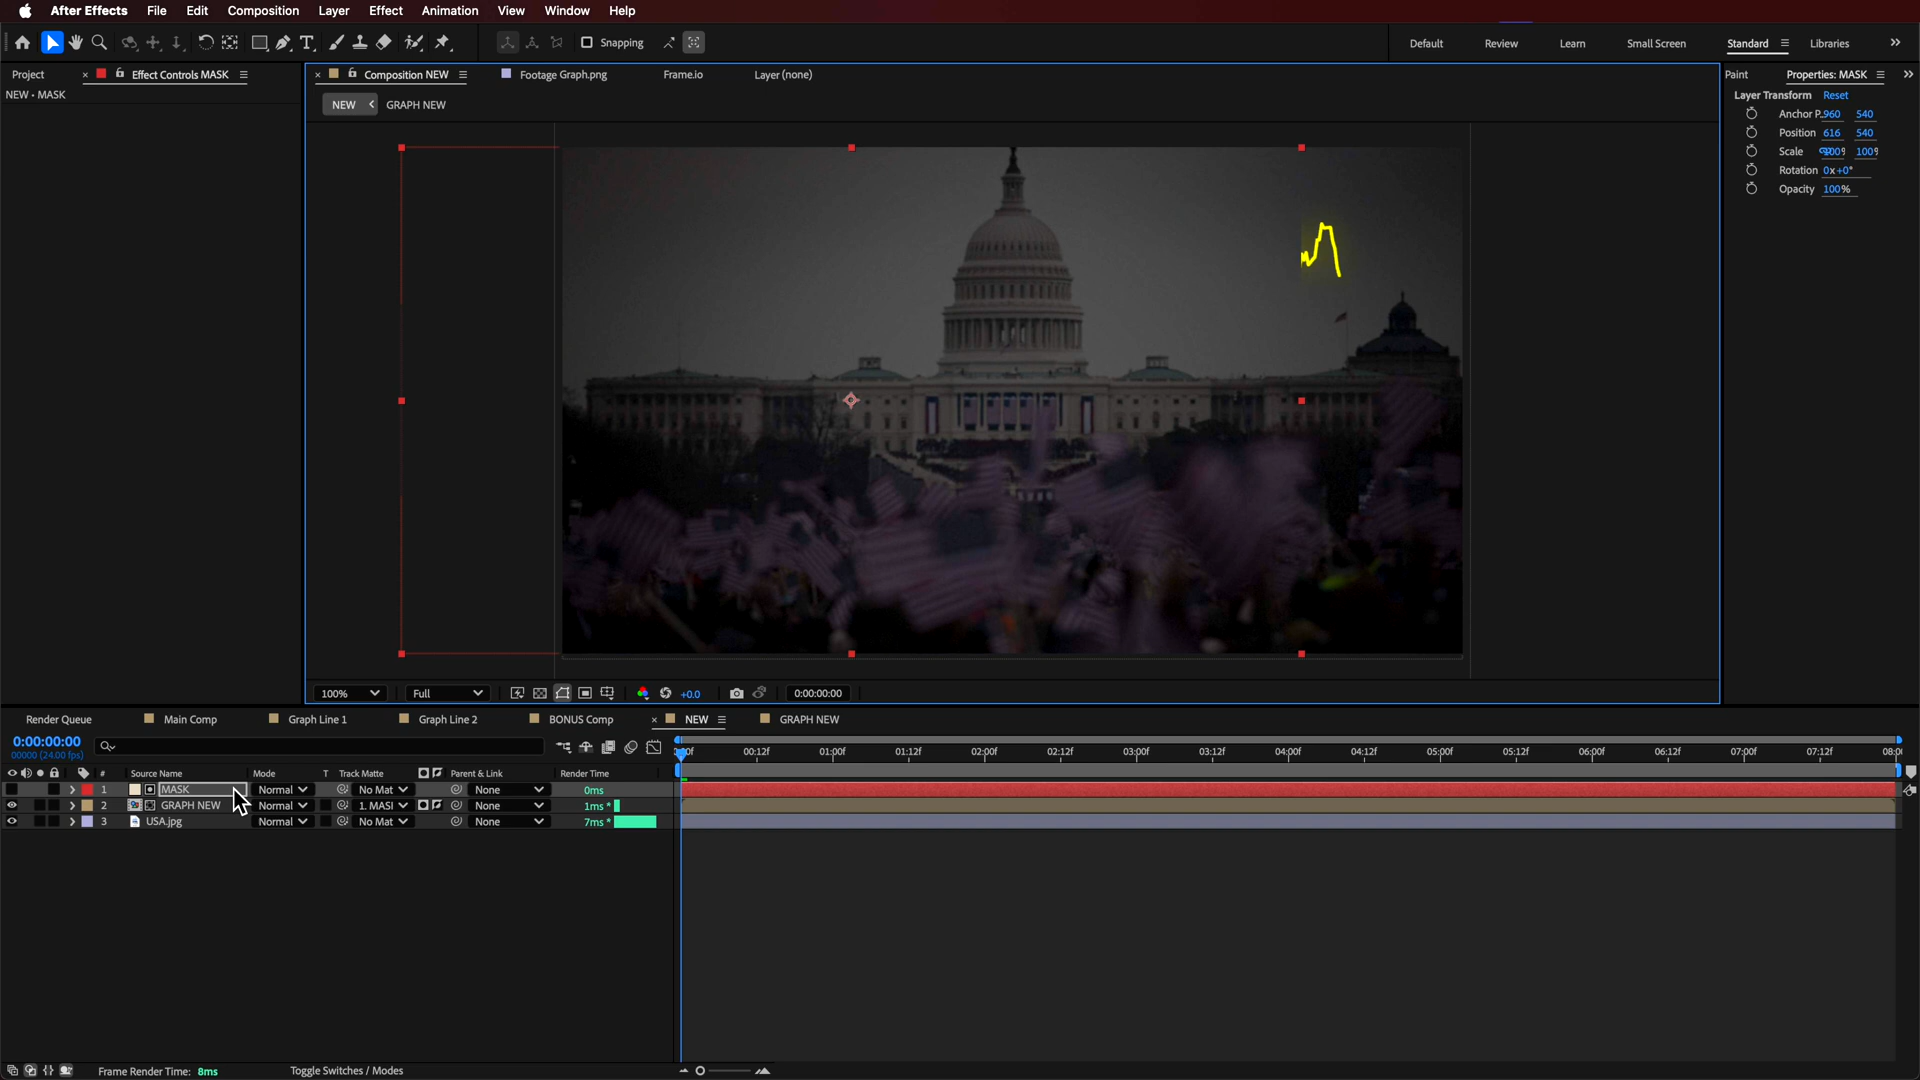 After Effects File Edit Composition Layer Effect Animation View Window Help
Snapping Default Review Learn Small Screen Standard Libraries
Project Effect Controls MASK Composition NEW Footage Graph.png Frame.io Layer (none) Paint Properties: MASK
NEW • MASK
NEW GRAPH NEW
Layer Transform Reset
Anchor P 960 540
Position 616 540
Scale 100%
Rotation 0x+0°
Opacity 100%
100% Full +0.0 0:00:00:00
Render Queue Main Comp Graph Line 1 Graph Line 2 BONUS Comp NEW GRAPH NEW
0:00:00:00
00000 (24.00 fps)
00:12f 01:00f 01:12f 02:00f 02:12f 03:00f 03:12f 04:00f 04:12f 05:00f 05:12f 06:00f 06:12f 07:00f 07:12f
# Source Name Mode T Track Matte Parent & Link Render Time
1 MASK Normal No Mat None 0ms
2 GRAPH NEW Normal 1. MASI None 1ms *
3 USA.jpg Normal No Mat None 7ms *
Frame Render Time: 8ms Toggle Switches / Modes